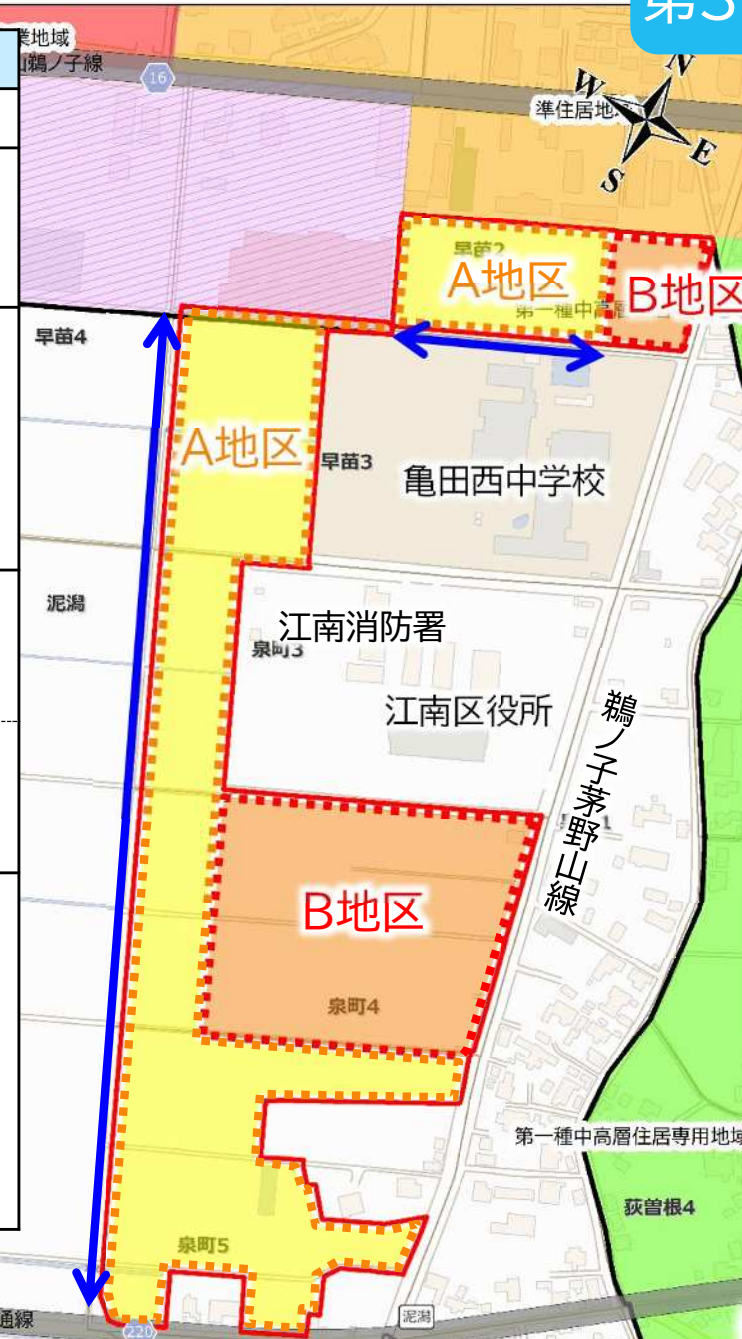 第3
業地域
山鵜ノ子線
16
準住居地
N
W
E
S
早苗2
A地区
B地区
第一種中高層
早苗4
A地区
早苗3
亀田西中学校
泥潟
江南消防署
泉町3
江南区役所
鵜ノ子茅野山線
1
B地区
泉町4
第一種中高層住居専用地域
荻曽根4
泉町5
泥潟
通線
220